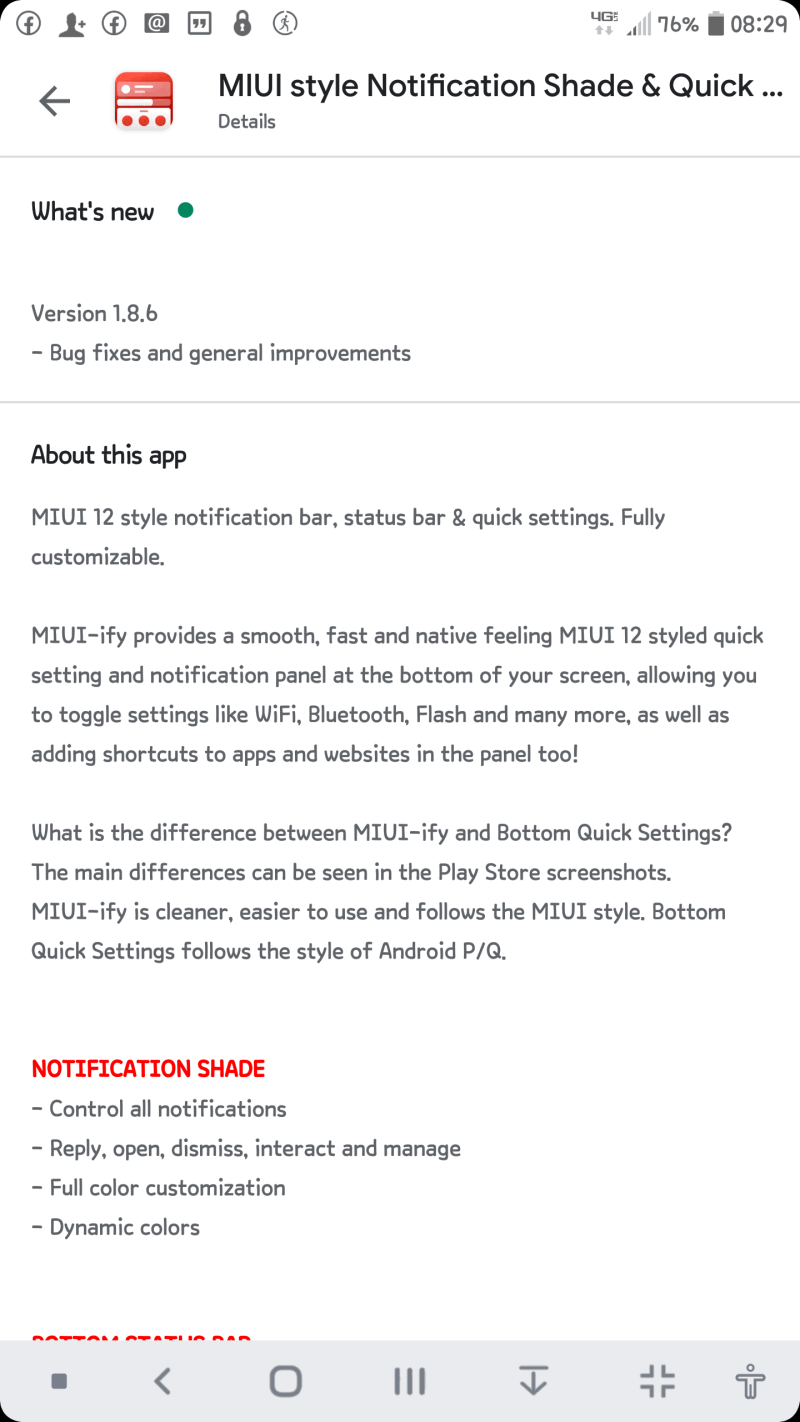 4G 76% 08:29
MIUI style Notification Shade & Quick ...
Details
What's new
Version 1.8.6
- Bug fixes and general improvements
About this app
MIUI 12 style notification bar, status bar & quick settings. Fully
customizable.
MIUI-ify provides a smooth, fast and native feeling MIUI 12 styled quick
setting and notification panel at the bottom of your screen, allowing you
to toggle settings like WiFi, Bluetooth, Flash and many more, as well as
adding shortcuts to apps and websites in the panel too!
What is the difference between MIUI-ify and Bottom Quick Settings?
The main differences can be seen in the Play Store screenshots.
MIUI-ify is cleaner, easier to use and follows the MIUI style. Bottom
Quick Settings follows the style of Android P/Q.
NOTIFICATION SHADE
- Control all notifications
- Reply, open, dismiss, interact and manage
- Full color customization
- Dynamic colors
BOTTOM STATUS BAR